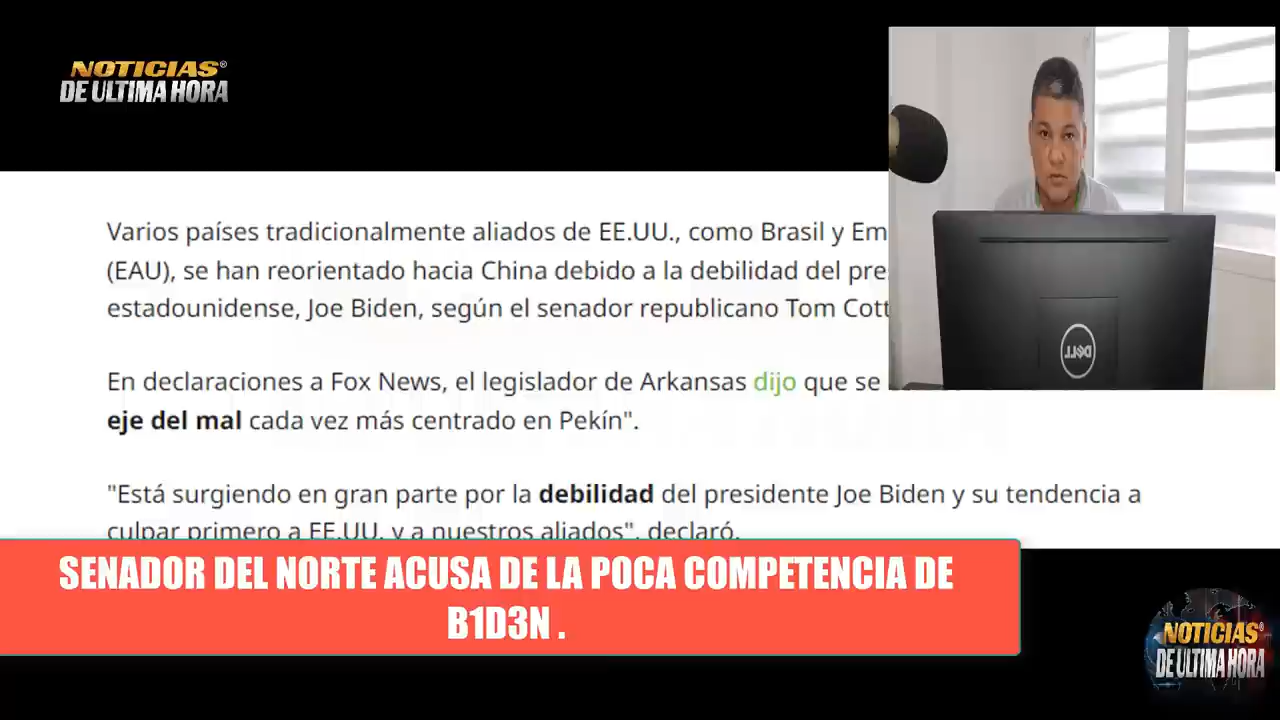 NOTICIAS®
DE ULTIMA HORA
Varios países tradicionalmente aliados de EE.UU., como Brasil y Em
(EAU), se han reorientado hacia China debido a la debilidad del pre
estadounidense, Joe Biden, según el senador republicano Tom Cott
En declaraciones a Fox News, el legislador de Arkansas dijo que se
eje del mal cada vez más centrado en Pekín".
"Está surgiendo en gran parte por la debilidad del presidente Joe Biden y su tendencia a
culpar primero a EE.UU. y a nuestros aliados", declaró.
DELL
SENADOR DEL NORTE ACUSA DE LA POCA COMPETENCIA DE
B1D3N .
NOTICIAS®
DE ULTIMA HORA